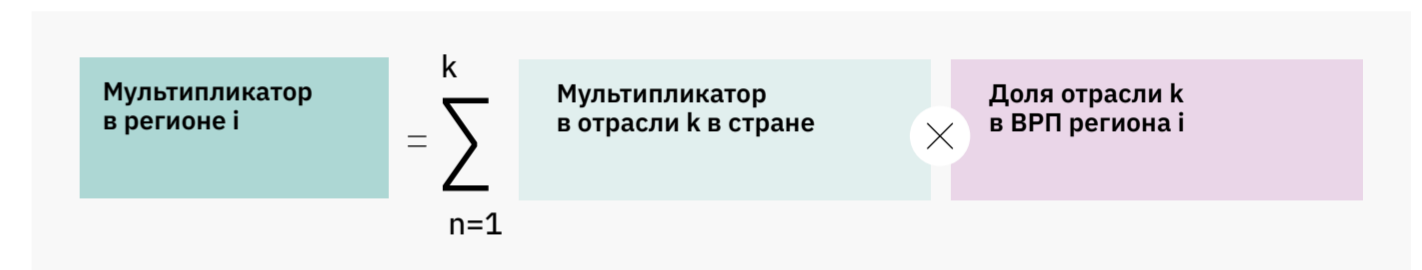 Мультипликатор
в регионе i
=
k
∑
n=1
Мультипликатор
в отрасли k в стране
×
Доля отрасли k
в ВРП региона i